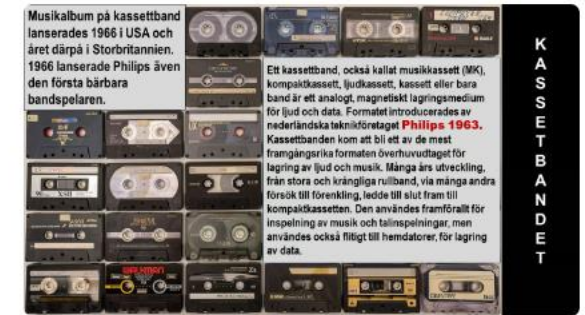 Musikalbum på kassettband
lanserades 1966 i USA och
året därpå i Storbritannien.
1966 lanserade Philips även
den första bärbara
bandspelaren.
Ett kassettband, också kallat musikkassett (MK),
kompaktkassett, ljudkassett, kassett eller bara
band är ett analogt, magnetiskt lagringsmedium
för ljud och data. Formatet introducerades av
nederländska teknikföretaget Philips 1963.
Kassettbanden kom att bli ett av de mest
framgångsrika formaten överhuvudtaget för
lagring av ljud och musik. Många års utveckling,
från stora och krångliga rullband, via många andra
försök till förenkling, ledde till slut fram till
kompaktkassetten. Den användes framförallt för
inspelning av musik och talinspelningar, men
användes också flitigt till hemdatorer, för lagring
av data.
KASSETBANDET
WALKMAN